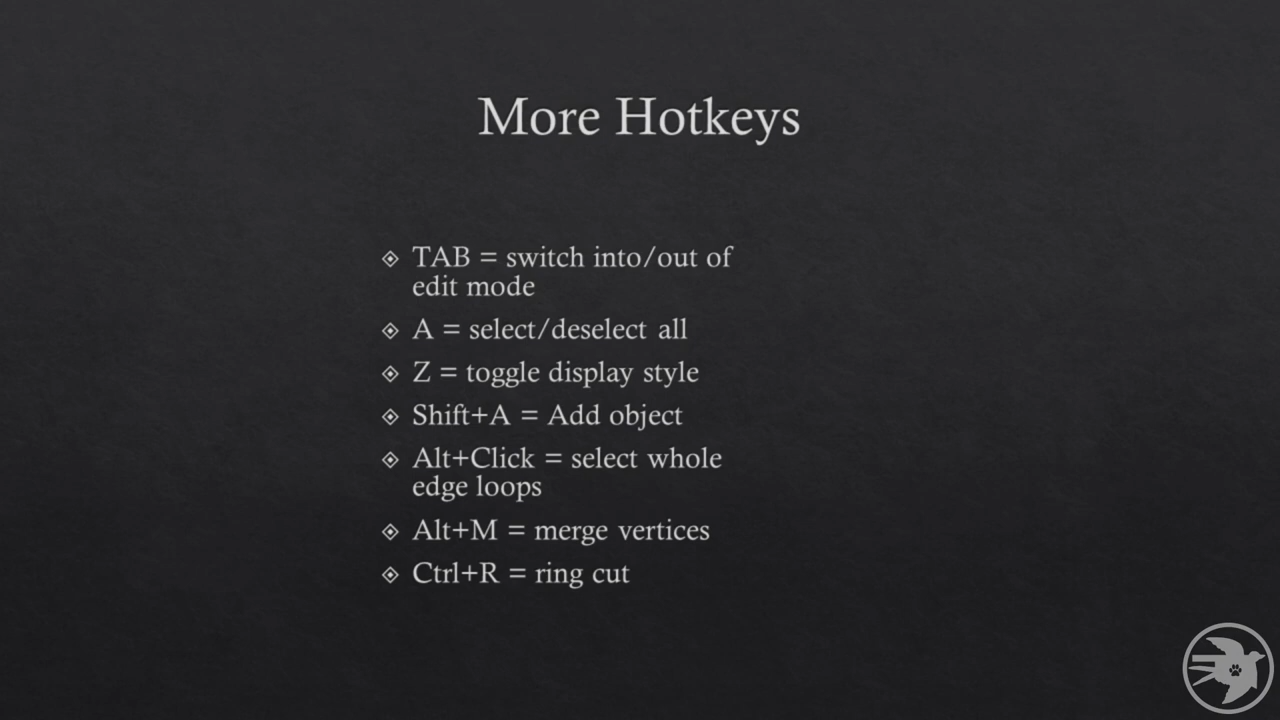 More Hotkeys
TAB = switch into/out of
edit mode
A = select/deselect all
Z = toggle display style
Shift+A = Add object
Alt+Click = select whole
edge loops
Alt+M = merge vertices
Ctrl+R = ring cut